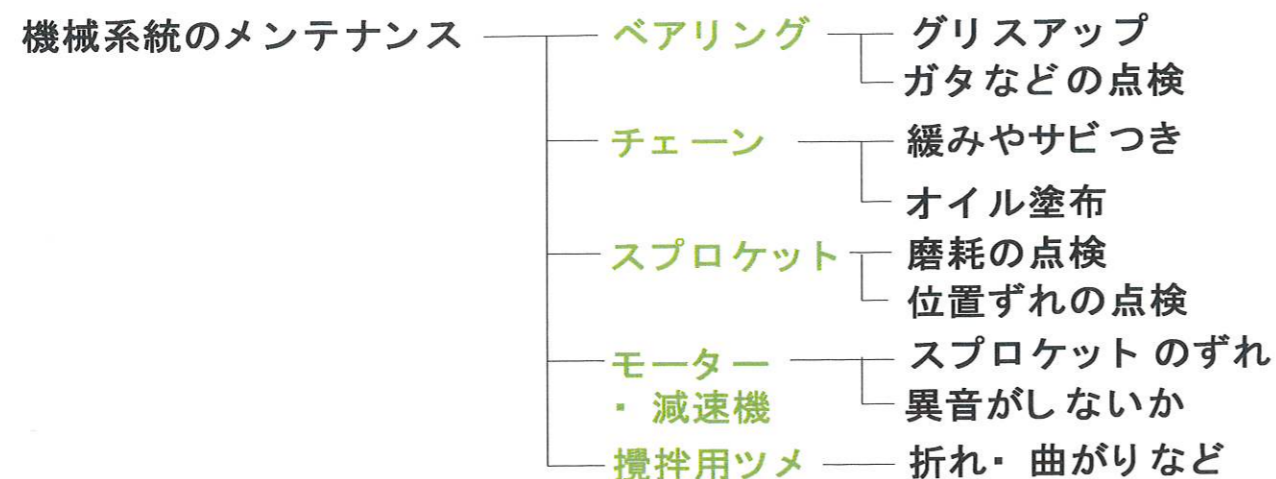 機械系統のメンテナンス
ベアリング
グリスアップ
ガタなどの点検
チェーン
緩みやサビつき
オイル塗布
スプロケット
磨耗の点検
位置ずれの点検
モーター
・減速機
スプロケットのずれ
異音がしないか
攪拌用ツメ
折れ・曲がりなど